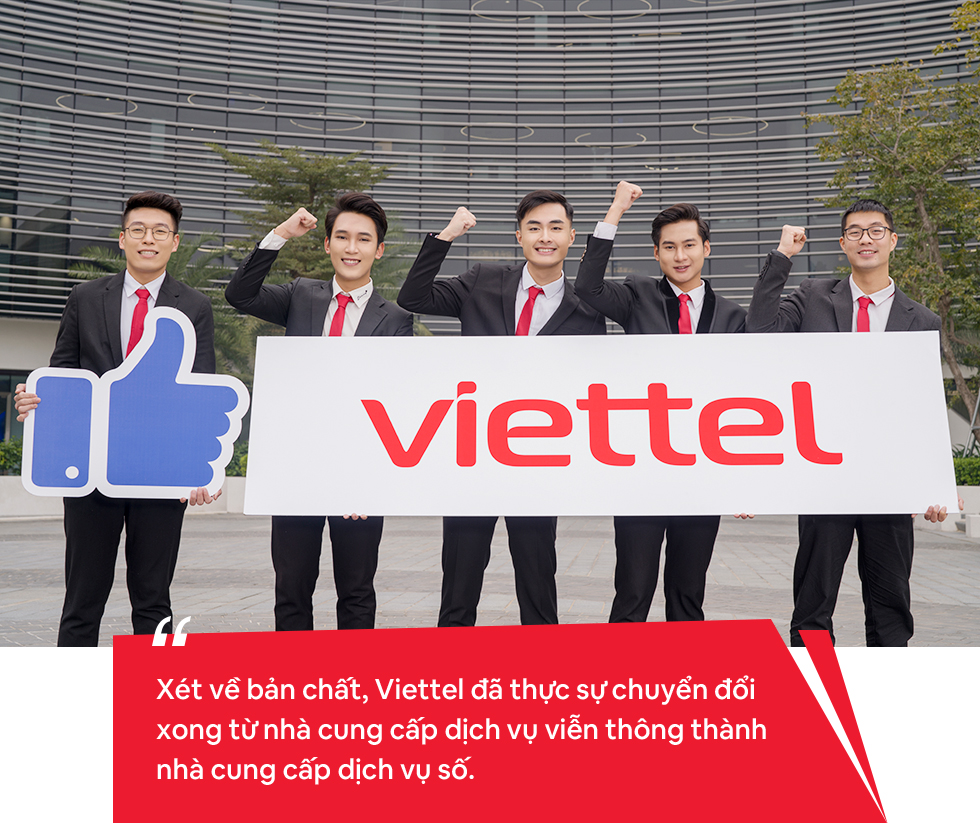 viettel
“
Xét về bản chất, Viettel đã thực sự chuyển đổi
xong từ nhà cung cấp dịch vụ viễn thông thành
nhà cung cấp dịch vụ số.